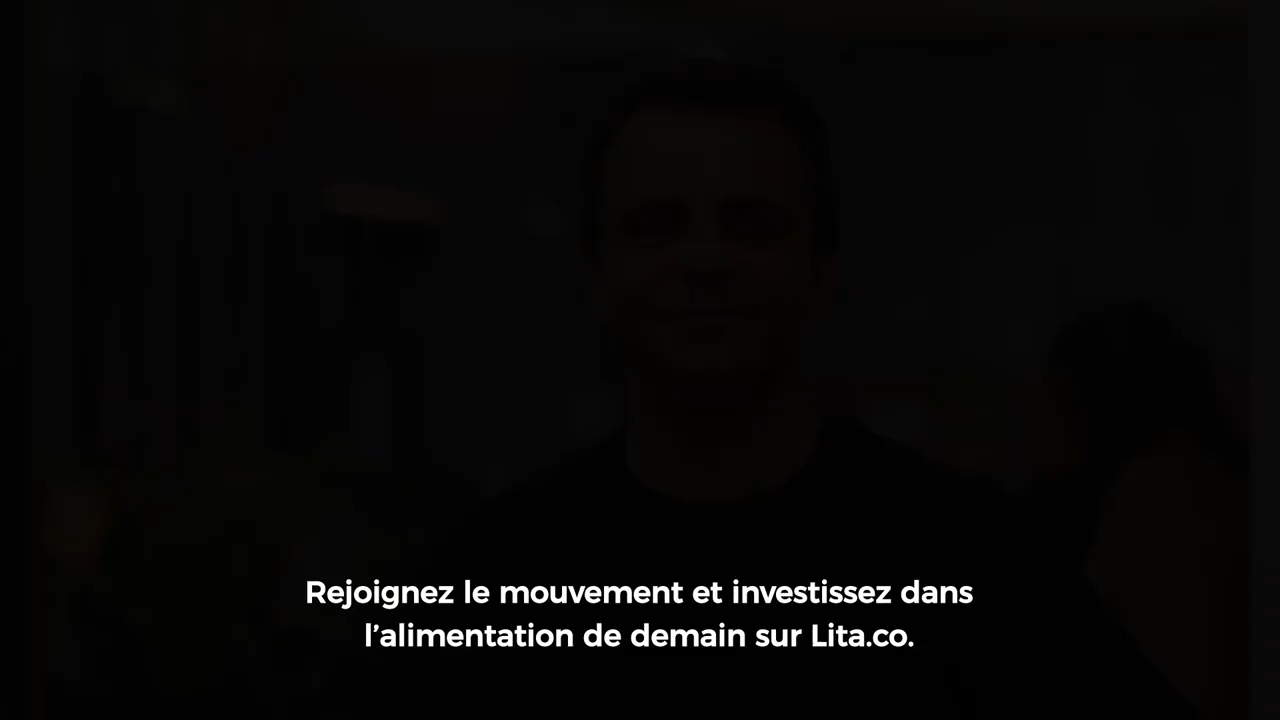 Rejoignez le mouvement et investissez dans
l’alimentation de demain sur Lita.co.